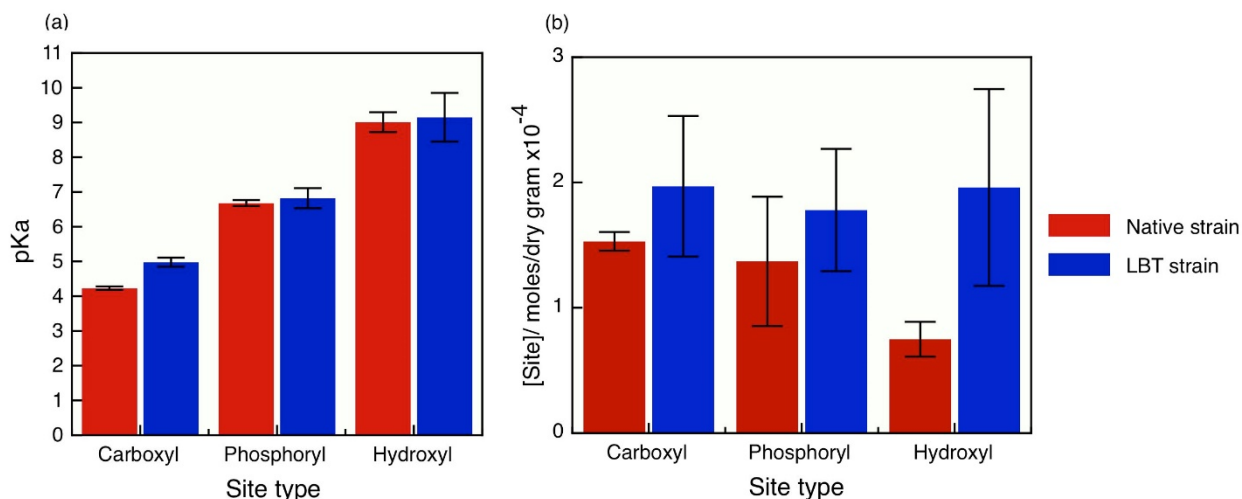 (a)
11
10
9
8
7
6
5
4
3
2
1
0
pKa
Carboxyl Phosphoryl Hydroxyl
Site type
(b)
3
2
1
0
[Site]/ moles/dry gram x10-4
Carboxyl Phosphoryl Hydroxyl
Site type
Native strain
LBT strain